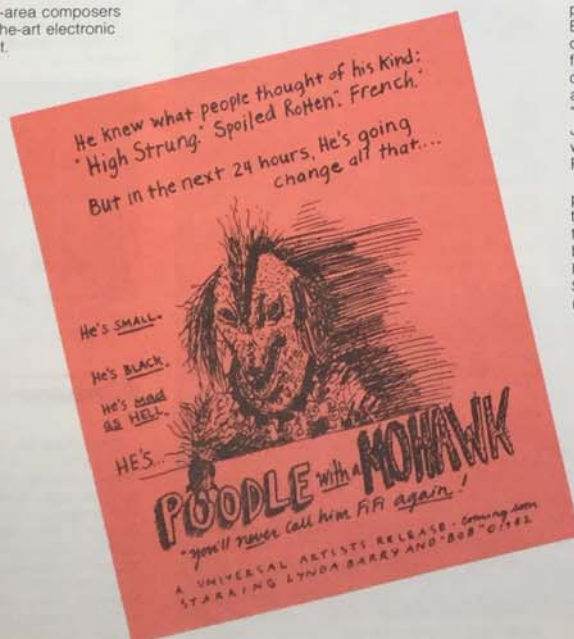 -area composers
he-art electronic
t.
He knew what people thought of his kind:
"High Strung." "Spoiled Rotten." "French."
But in the next 24 hours, He's going
change all that....
He's SMALL.
He's BLACK.
He's mad
as HELL.
HE'S...
POODLE with a MOHAWK
"you'll never call him FiFi again!
A UNIVERSAL ARTISTS RELEASE - coming soon
STARRING LYNDA BARRY AND "BOB" ©1982